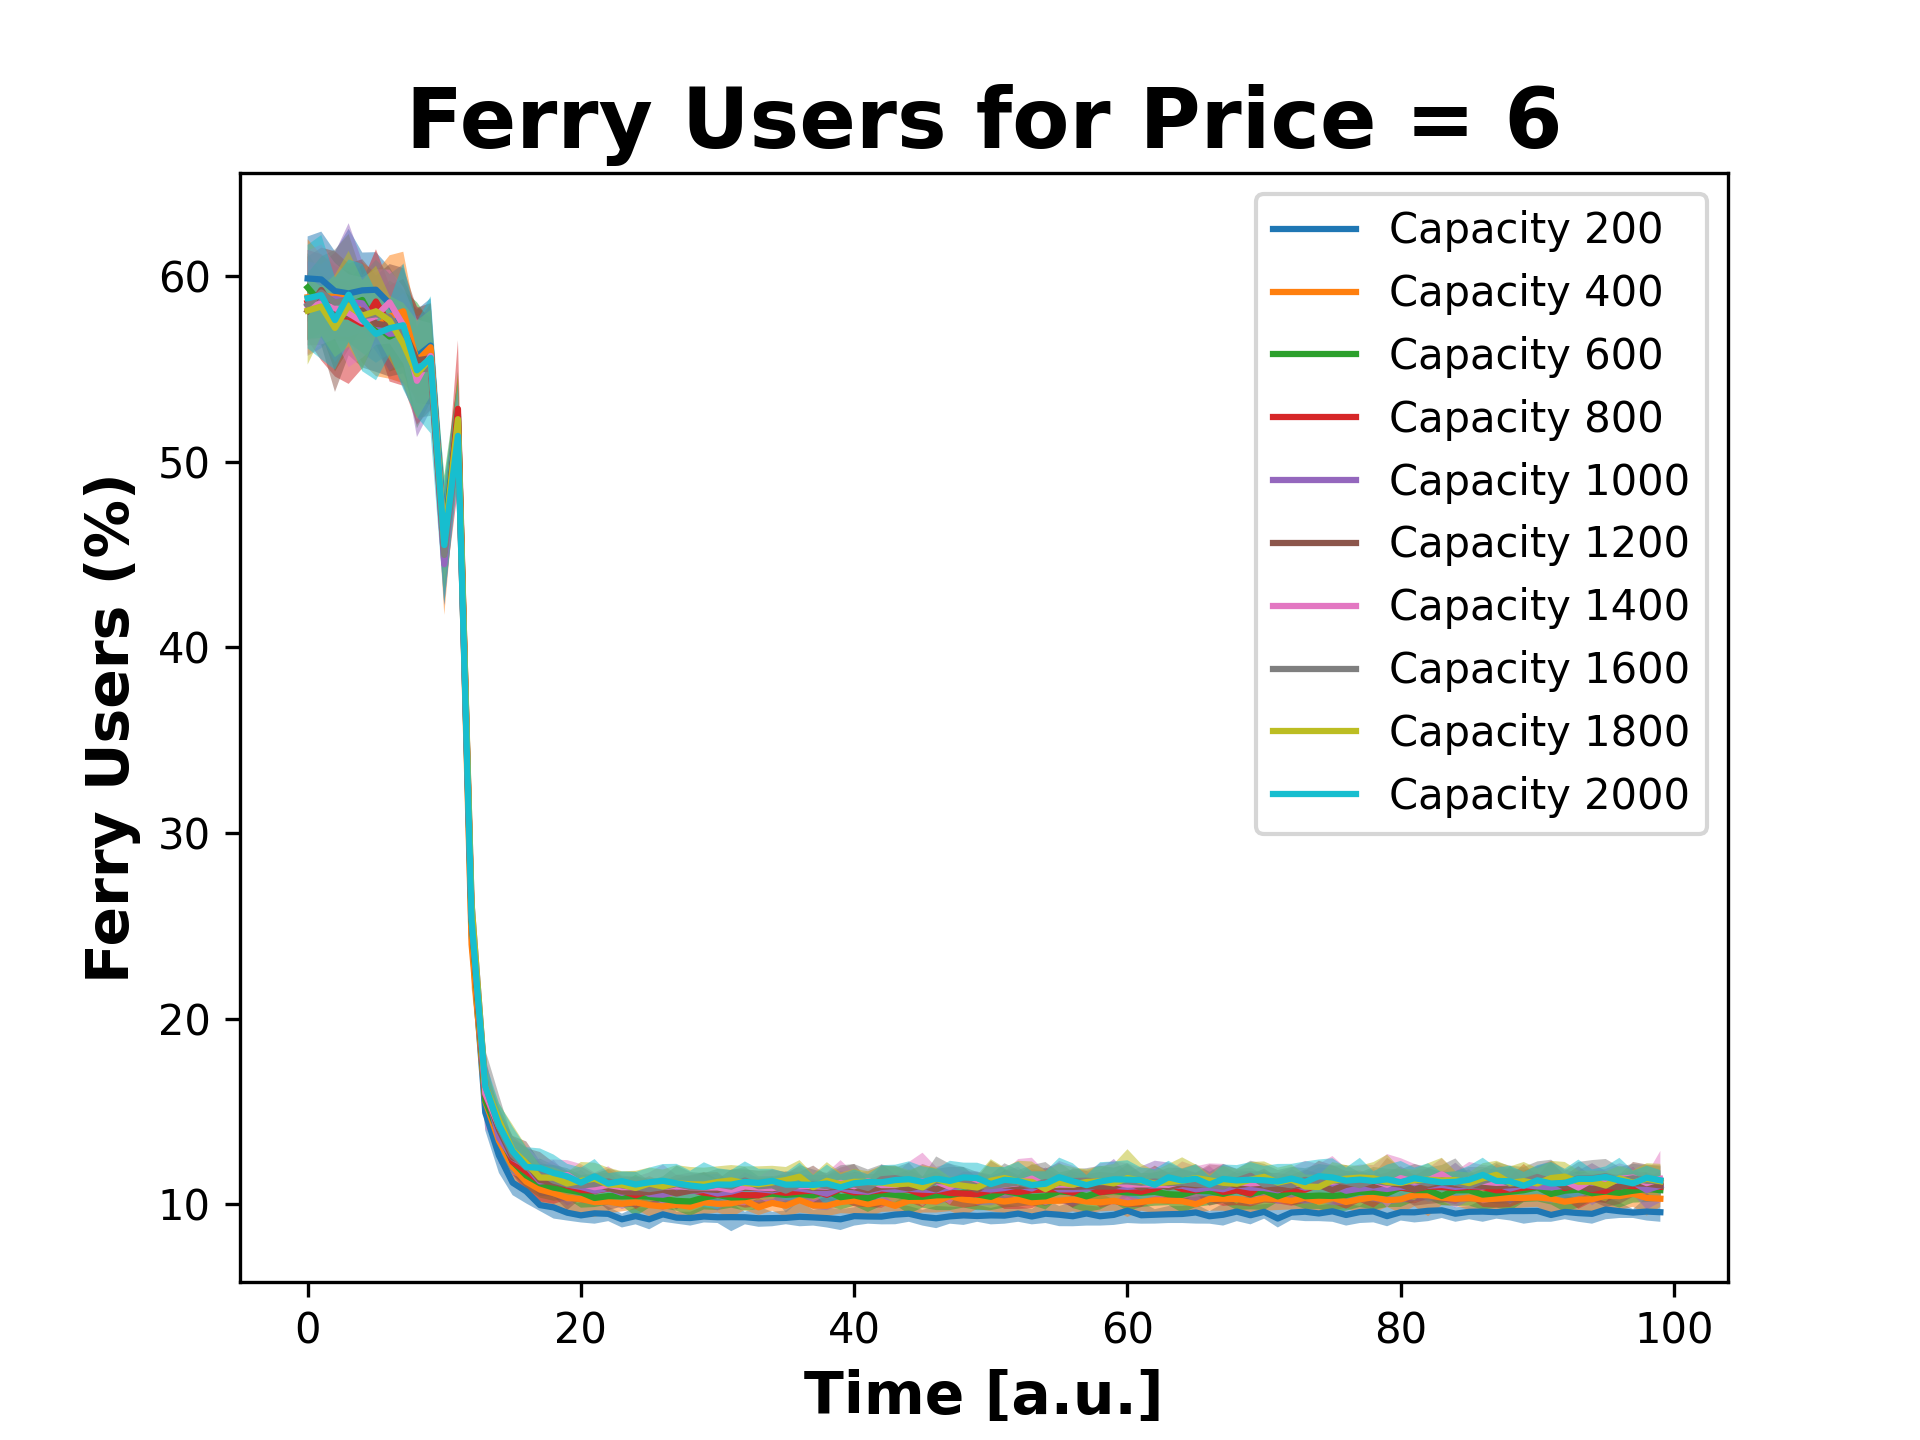 Ferry Users for Price = 6
Ferry Users (%)
60
50
40
30
20
10
0
20
40
60
80
100
Time [a.u.]
Capacity 200
Capacity 400
Capacity 600
Capacity 800
Capacity 1000
Capacity 1200
Capacity 1400
Capacity 1600
Capacity 1800
Capacity 2000